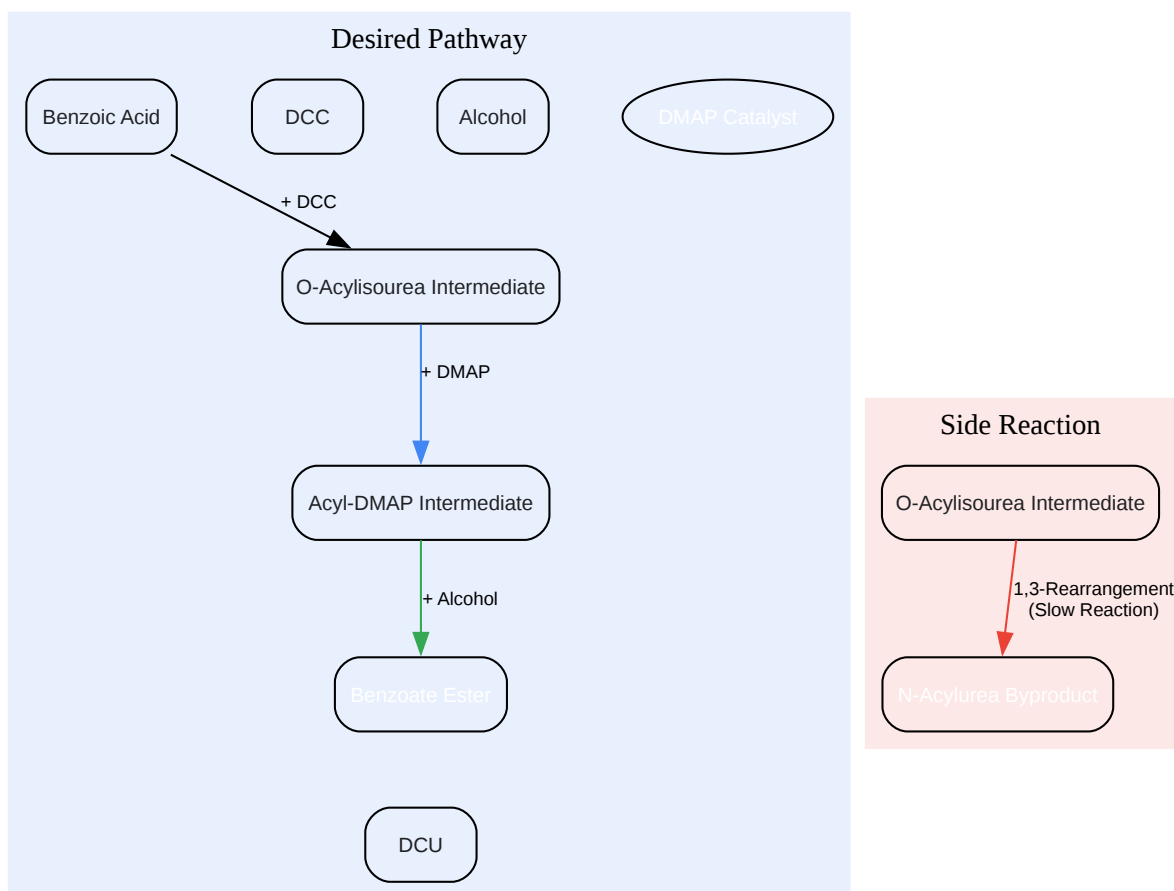 Desired Pathway
Benzoic Acid
DCC
Alcohol
DMAP Catalyst
+ DCC
O-Acylisourea Intermediate
+ DMAP
Acyl-DMAP Intermediate
+ Alcohol
Benzoate Ester
DCU
Side Reaction
O-Acylisourea Intermediate
1,3-Rearrangement
(Slow Reaction)
N-Acylurea Byproduct